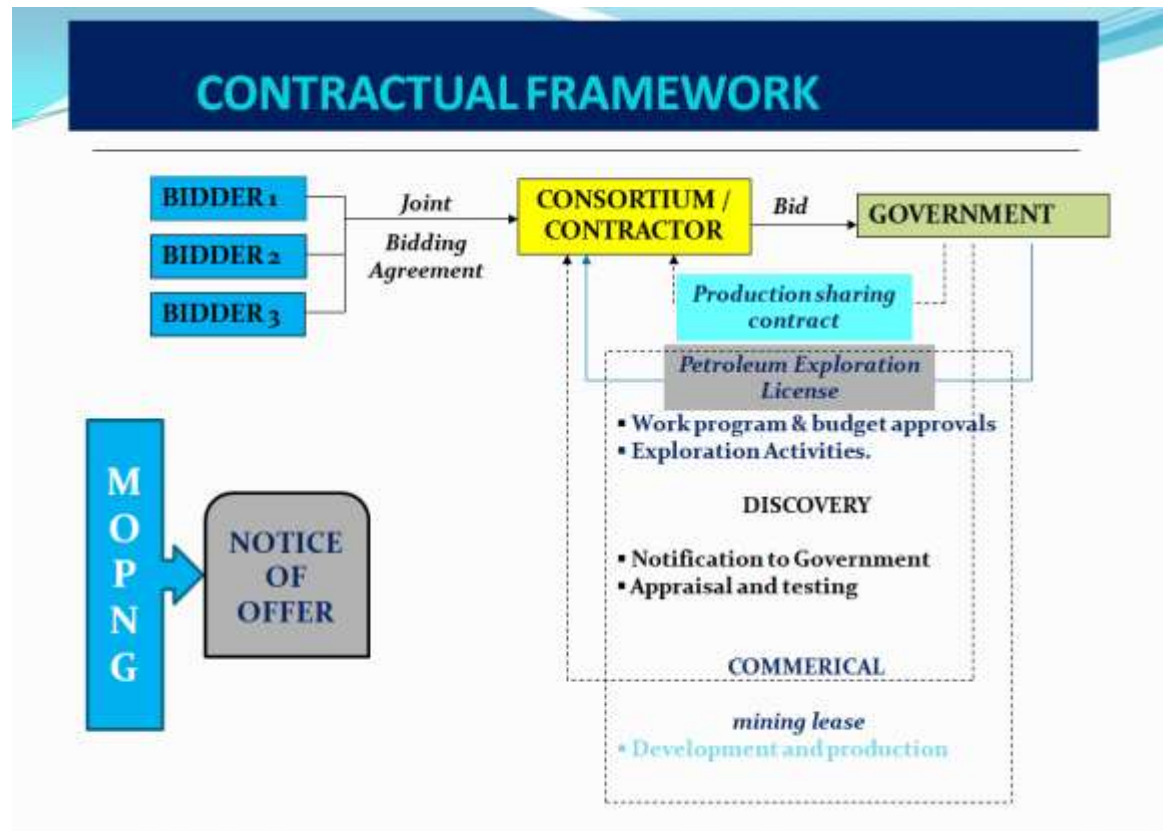 CONTRACTUAL FRAMEWORK
BIDDER 1
BIDDER 2
BIDDER 3
Joint
Bidding
Agreement
CONSORTIUM /
CONTRACTOR
Bid
GOVERNMENT
Production sharing
contract
Petroleum Exploration
License
▪ Work program & budget approvals
▪ Exploration Activities.
DISCOVERY
▪ Notification to Government
▪ Appraisal and testing
COMMERICAL
mining lease
▪ Development and production
M
O
P
N
G
NOTICE
OF
OFFER